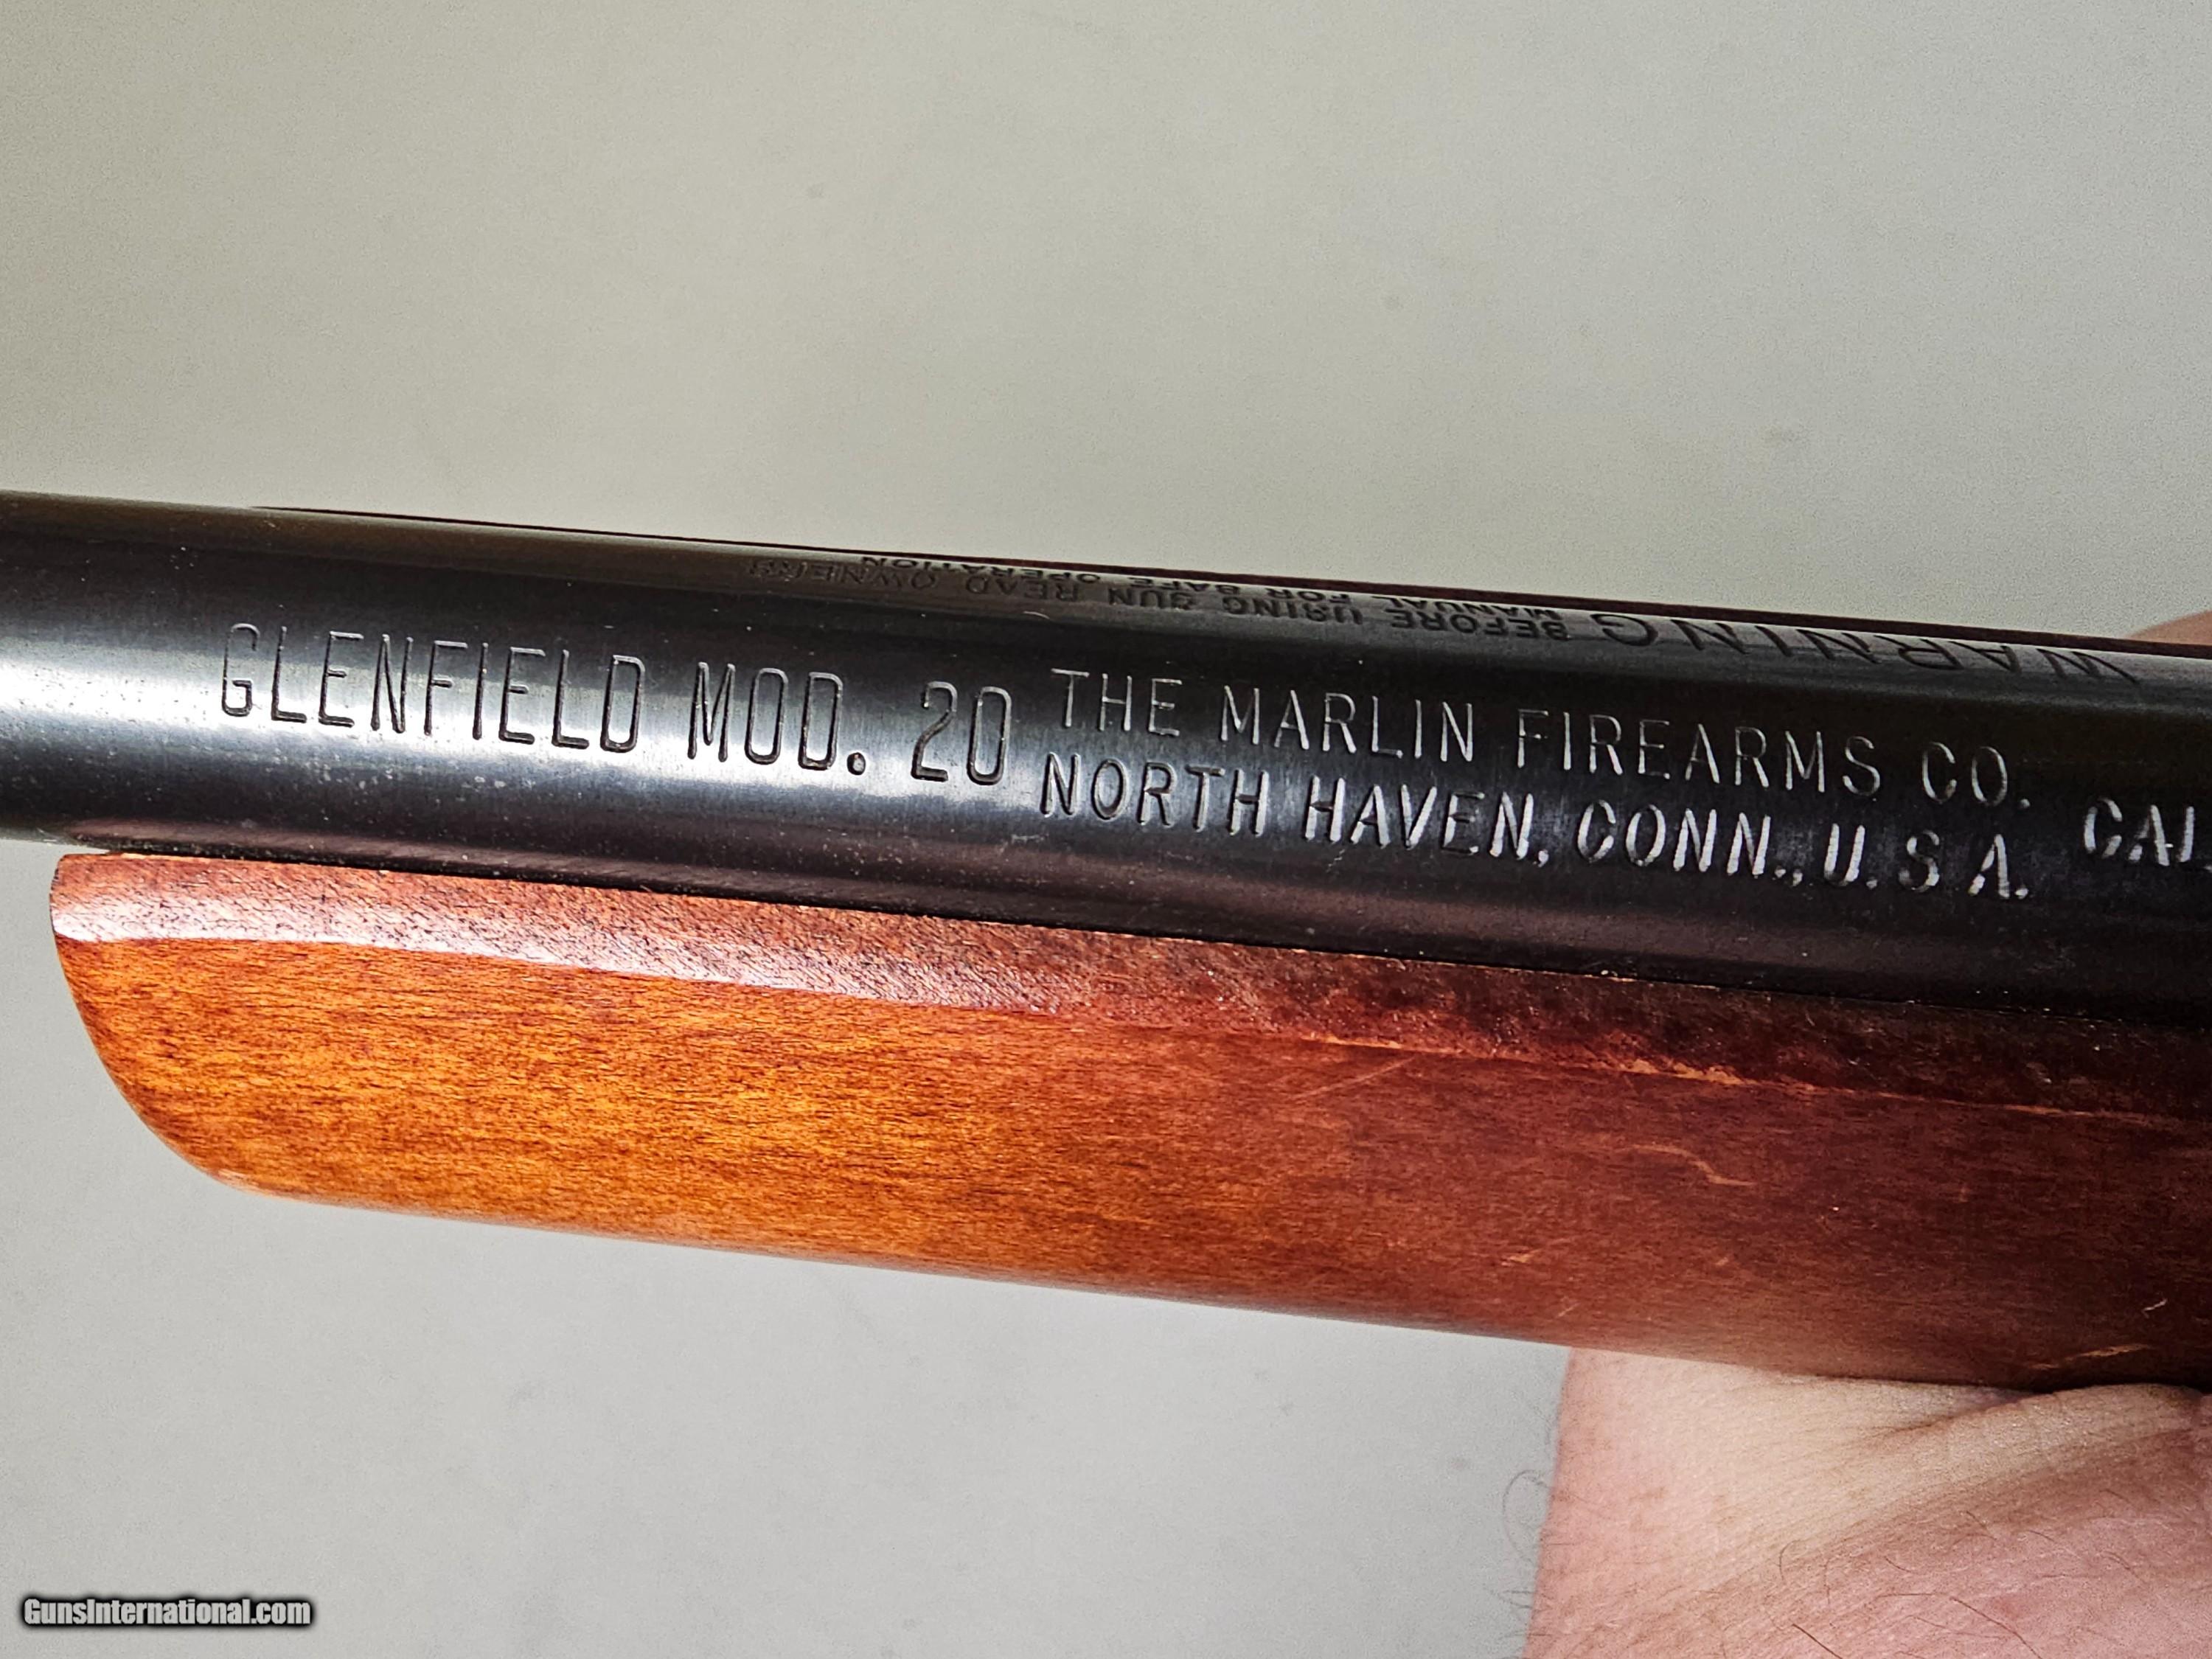 GLENFIELD MOD. 20
THE MARLIN FIREARMS CO.
NORTH HAVEN, CONN., U.S A.
CAL
WARNING
BEFORE USING GUN READ OWNERS
MANUAL FOR SAFE OPERATION
GunsInternational.com